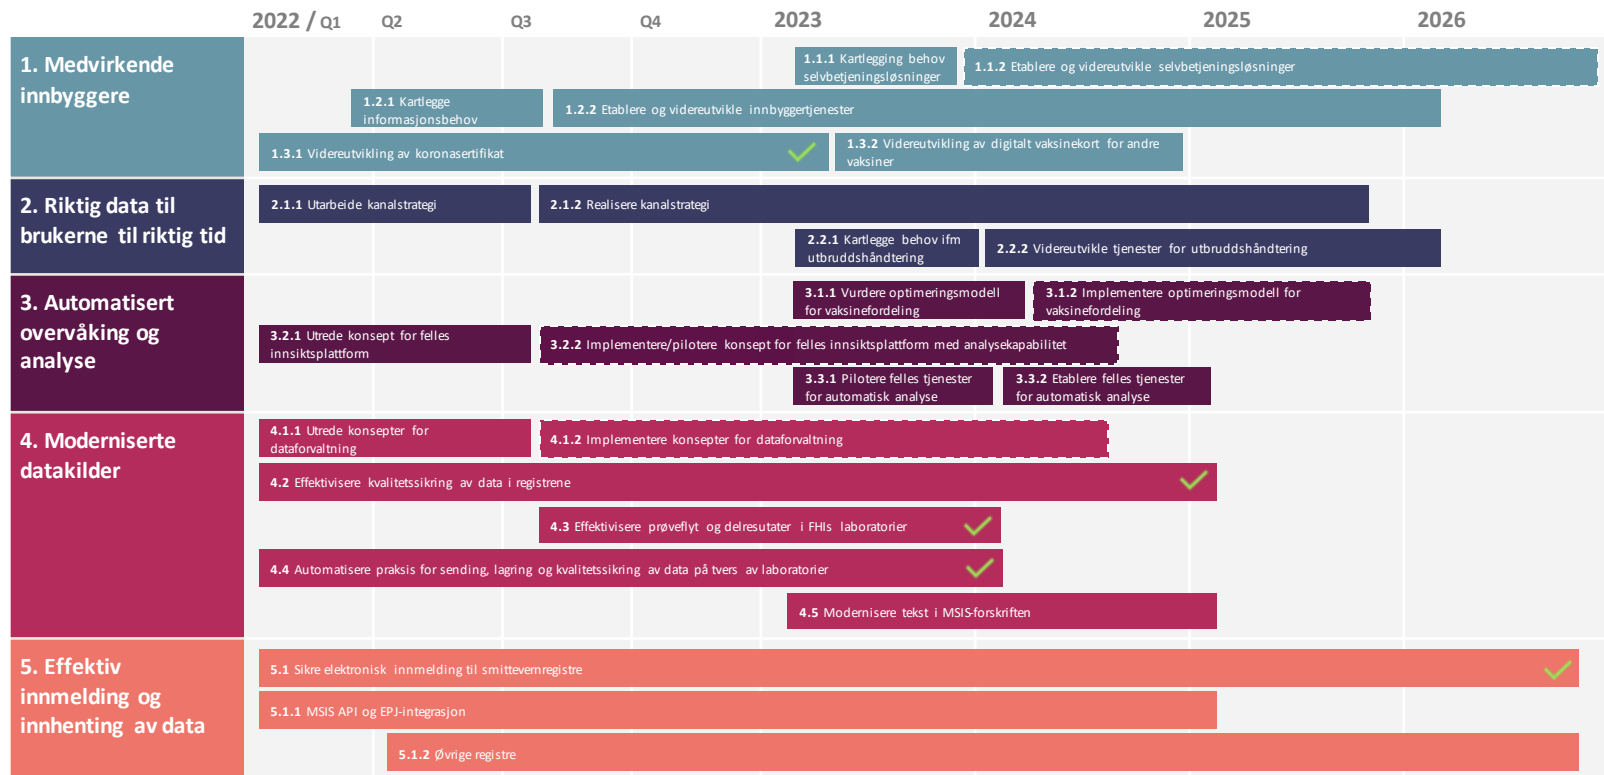 2022 / Q1 Q2 Q3 Q4 2023 2024 2025 2026
1. Medvirkende
innbyggere
1.1.1 Kartlegging behov
selvbetjeningsløsninger
1.1.2 Etablere og videreutvikle selvbetjeningsløsninger
1.2.1 Kartlegge
informasjonsbehov
1.2.2 Etablere og videreutvikle innbyggertjenester
1.3.1 Videreutvikling av koronasertifikat
1.3.2 Videreutvikling av digitalt vaksinekort for andre
vaksiner
2. Riktig data til
brukerne til riktig tid
2.1.1 Utarbeide kanalstrategi
2.1.2 Realisere kanalstrategi
2.2.1 Kartlegge behov ifm
utbruddshåndtering
2.2.2 Videreutvikle tjenester for utbruddshåndtering
3. Automatisert
overvåking og
analyse
3.1.1 Vurdere optimeringsmodell
for vaksinefordeling
3.1.2 Implementere optimeringsmodell for
vaksinefordeling
3.2.1 Utrede konsept for felles
innsiktsplattform
3.2.2 Implementere/pilotere konsept for felles innsiktsplattform med analysekapabilitet
3.3.1 Pilotere felles tjenester
for automatisk analyse
3.3.2 Etablere felles tjenester
for automatisk analyse
4. Moderniserte
datakilder
4.1.1 Utrede konsepter for
dataforvaltning
4.1.2 Implementere konsepter for dataforvaltning
4.2 Effektivisere kvalitetssikring av data i registrene
4.3 Effektivisere prøveflyt og delresutater i FHIs laboratorier
4.4 Automatisere praksis for sending, lagring og kvalitetssikring av data på tvers av laboratorier
4.5 Modernisere tekst i MSIS-forskriften
5. Effektiv
innmelding og
innhenting av data
5.1 Sikre elektronisk innmelding til smittevernregistre
5.1.1 MSIS API og EPJ-integrasjon
5.1.2 Øvrige registre